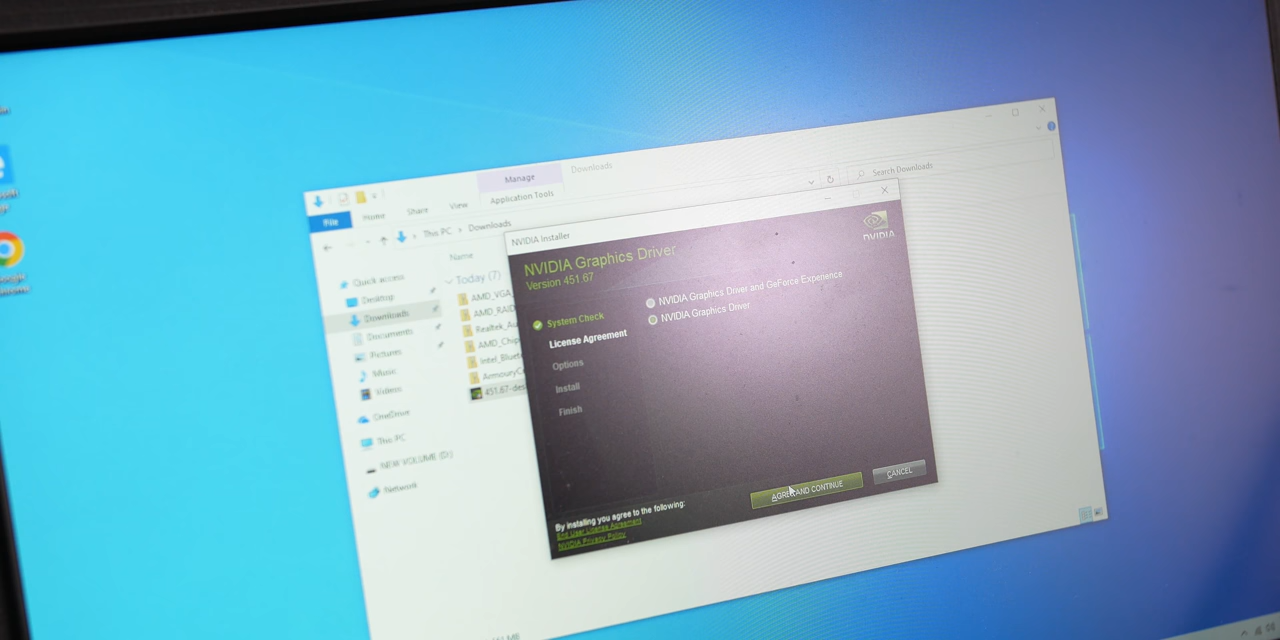 Manage
Downloads
File
Home
Share
View
Application Tools
Search Downloads
This PC > Downloads
Name
Quick access
Desktop
Downloads
Documents
Pictures
Music
Videos
OneDrive
This PC
NEW VOLUME (D:)
Network
Today (7)
AMD_VGA
AMD_RAID
Realtek_Au
AMD_Chip
Intel_Blueto
ArmouryC
451.67-des
NVIDIA Installer
NVIDIA
NVIDIA Graphics Driver
Version 451.67
System Check
License Agreement
Options
Install
Finish
NVIDIA Graphics Driver and GeForce Experience
NVIDIA Graphics Driver
By installing you agree to the following:
End User License Agreement
NVIDIA Privacy Policy
AGREE AND CONTINUE
CANCEL